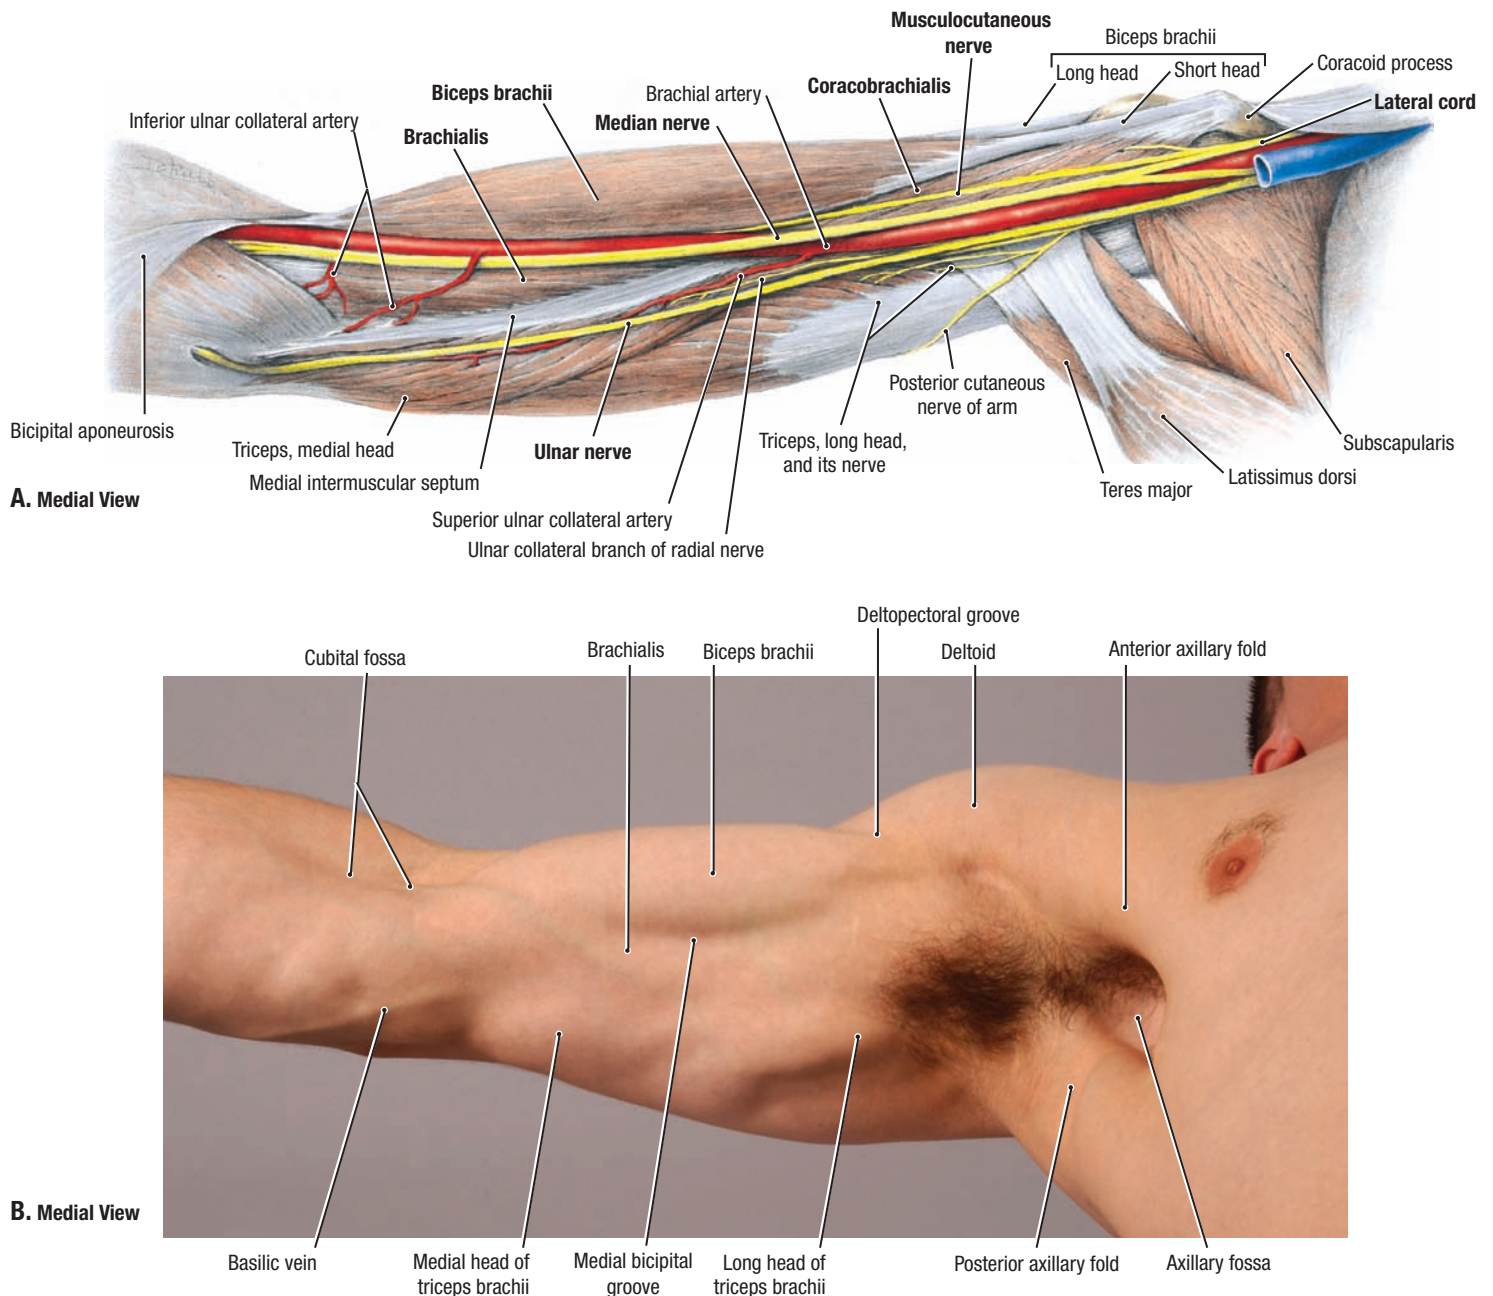 Musculocutaneous
nerve
Biceps brachii
Long head
Short head
Coracoid process
Lateral cord
Coracobrachialis
Brachial artery
Median nerve
Biceps brachii
Brachialis
Inferior ulnar collateral artery
Bicipital aponeurosis
Triceps, medial head
Medial intermuscular septum
Ulnar nerve
Superior ulnar collateral artery
Ulnar collateral branch of radial nerve
Triceps, long head,
and its nerve
Posterior cutaneous
nerve of arm
Teres major
Latissimus dorsi
Subscapularis
A. Medial View
Deltopectoral groove
Cubital fossa
Brachialis
Biceps brachii
Deltoid
Anterior axillary fold
B. Medial View
Basilic vein
Medial head of
triceps brachii
Medial bicipital
groove
Long head of
triceps brachii
Posterior axillary fold
Axillary fossa